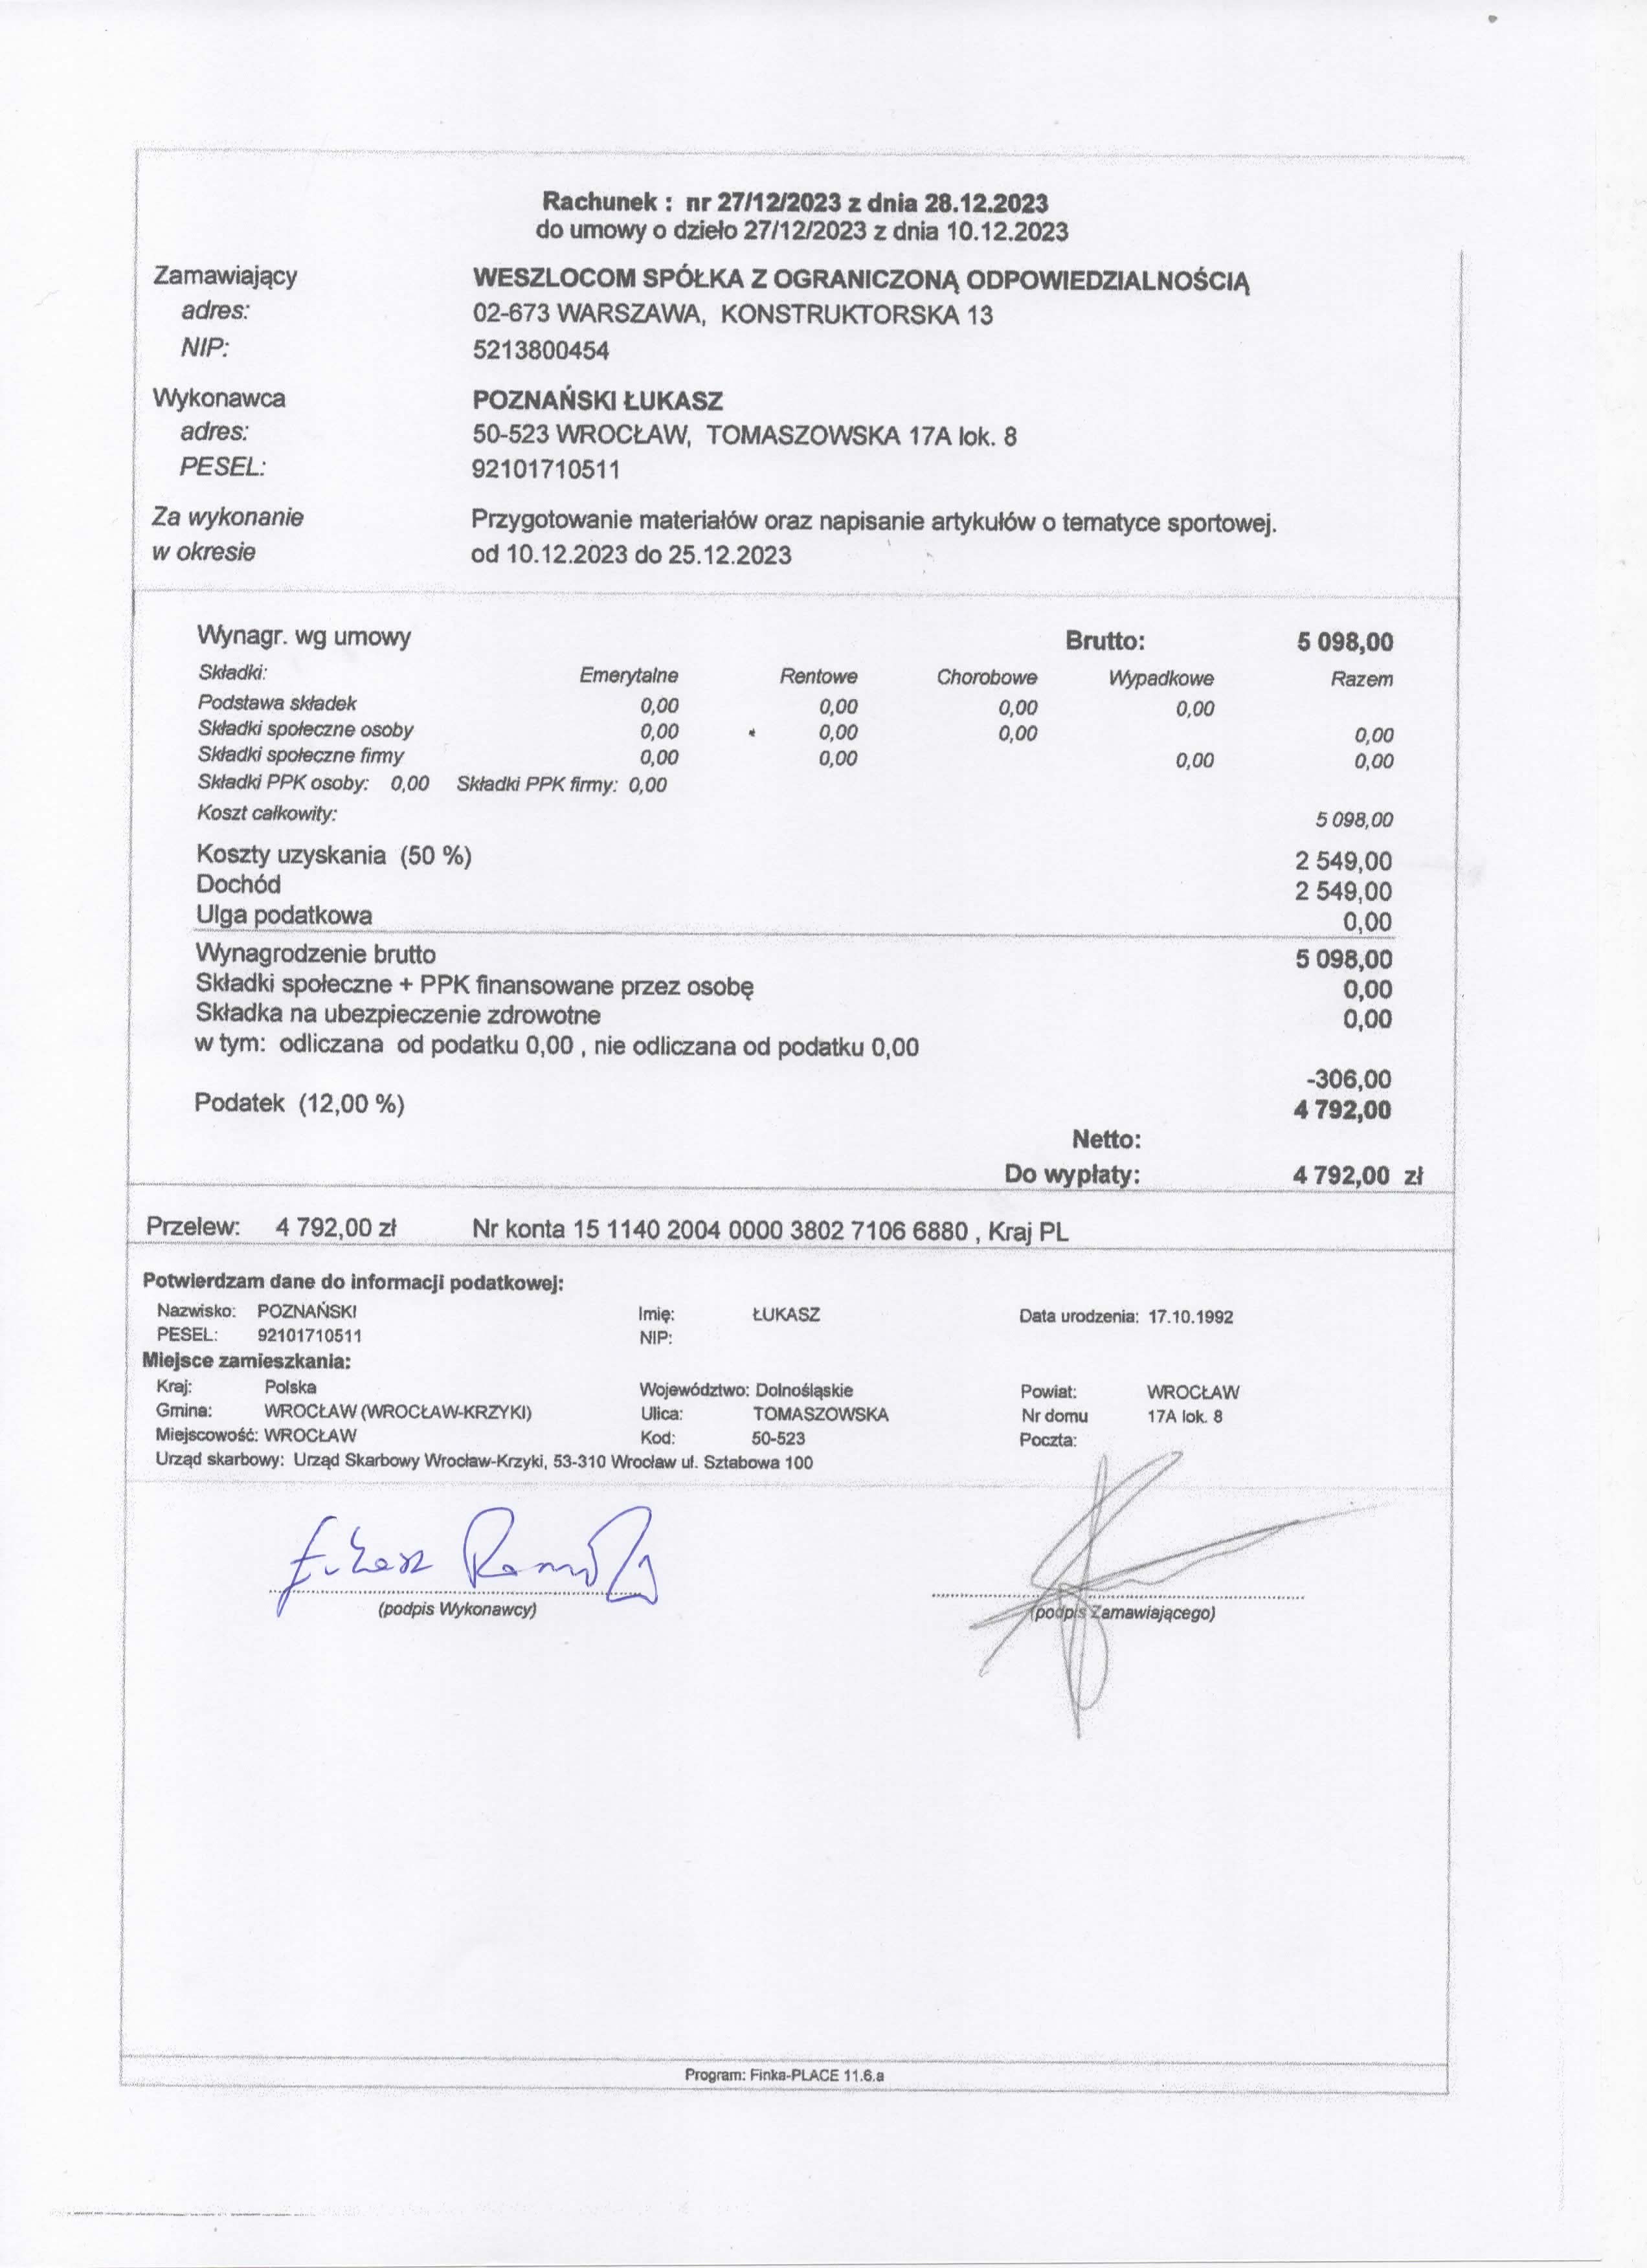 Rachunek : nr 27/12/2023 z dnia 28.12.2023
do umowy o dzieło 27/12/2023 z dnia 10.12.2023
Zamawiający WESZLOCOM SPÓŁKA Z OGRANICZONĄ ODPOWIEDZIALNOŚCIĄ
adres: 02-673 WARSZAWA, KONSTRUKTORSKA 13
NIP: 5213800454
Wykonawca POZNAŃSKI ŁUKASZ
adres: 50-523 WROCŁAW, TOMASZOWSKA 17A lok. 8
PESEL: 92101710511
Za wykonanie Przygotowanie materiałów oraz napisanie artykułów o tematyce sportowej.
w okresie od 10.12.2023 do 25.12.2023
Wynagr. wg umowy Brutto: 5 098,00
Składki: Emerytalne Rentowe Chorobowe Wypadkowe Razem
Podstawa składek 0,00 0,00 0,00 0,00
Składki społeczne osoby 0,00 0,00 0,00 0,00
Składki społeczne firmy 0,00 0,00 0,00 0,00
Składki PPK osoby: 0,00 Składki PPK firmy: 0,00
Koszt całkowity: 5 098,00
Koszty uzyskania (50 %) 2 549,00
Dochód 2 549,00
Ulga podatkowa 0,00
Wynagrodzenie brutto 5 098,00
Składki społeczne + PPK finansowane przez osobę 0,00
Składka na ubezpieczenie zdrowotne 0,00
w tym: odliczana od podatku 0,00 , nie odliczana od podatku 0,00
-306,00
Podatek (12,00 %) 4 792,00
Netto:
Do wypłaty: 4 792,00 zł
Przelew: 4 792,00 zł Nr konta 15 1140 2004 0000 3802 7106 6880 , Kraj PL
Potwierdzam dane do informacji podatkowej:
Nazwisko: POZNAŃSKI Imię: ŁUKASZ Data urodzenia: 17.10.1992
PESEL: 92101710511 NIP:
Miejsce zamieszkania:
Kraj: Polska Województwo: Dolnośląskie Powiat: WROCŁAW
Gmina: WROCŁAW (WROCŁAW-KRZYKI) Ulica: TOMASZOWSKA Nr domu 17A lok. 8
Miejscowość: WROCŁAW Kod: 50-523 Poczta:
Urząd skarbowy: Urząd Skarbowy Wrocław-Krzyki, 53-310 Wrocław ul. Sztabowa 100
(podpis Wykonawcy) (podpis Zamawiającego)
Program: Finka-PŁACE 11.6.a